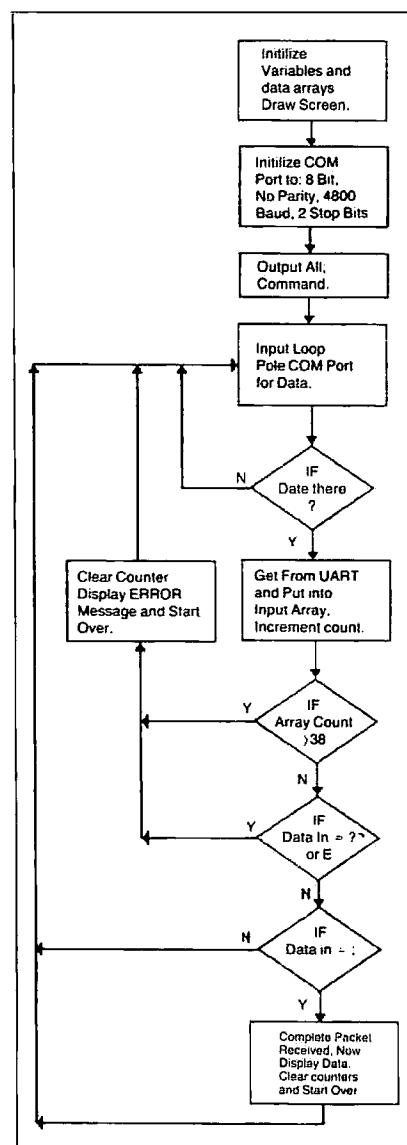 Initilize
Variables and
data arrays
Draw Screen.
Initilize COM
Port to: 8 Bit,
No Parity, 4800
Baud, 2 Stop Bits
Output All;
Command.
Input Loop
Pole COM Port
for Data.
IF
Date there
?
N
Y
Clear Counter
Display ERROR
Message and Start
Over.
Get From UART
and Put into
Input Array,
Increment count.
IF
Array Count
>38
Y
N
IF
Data In = ??
or E
Y
N
IF
Data in = ;
N
Y
Complete Packet
Received, Now
Display Data.
Clear counters
and Start Over